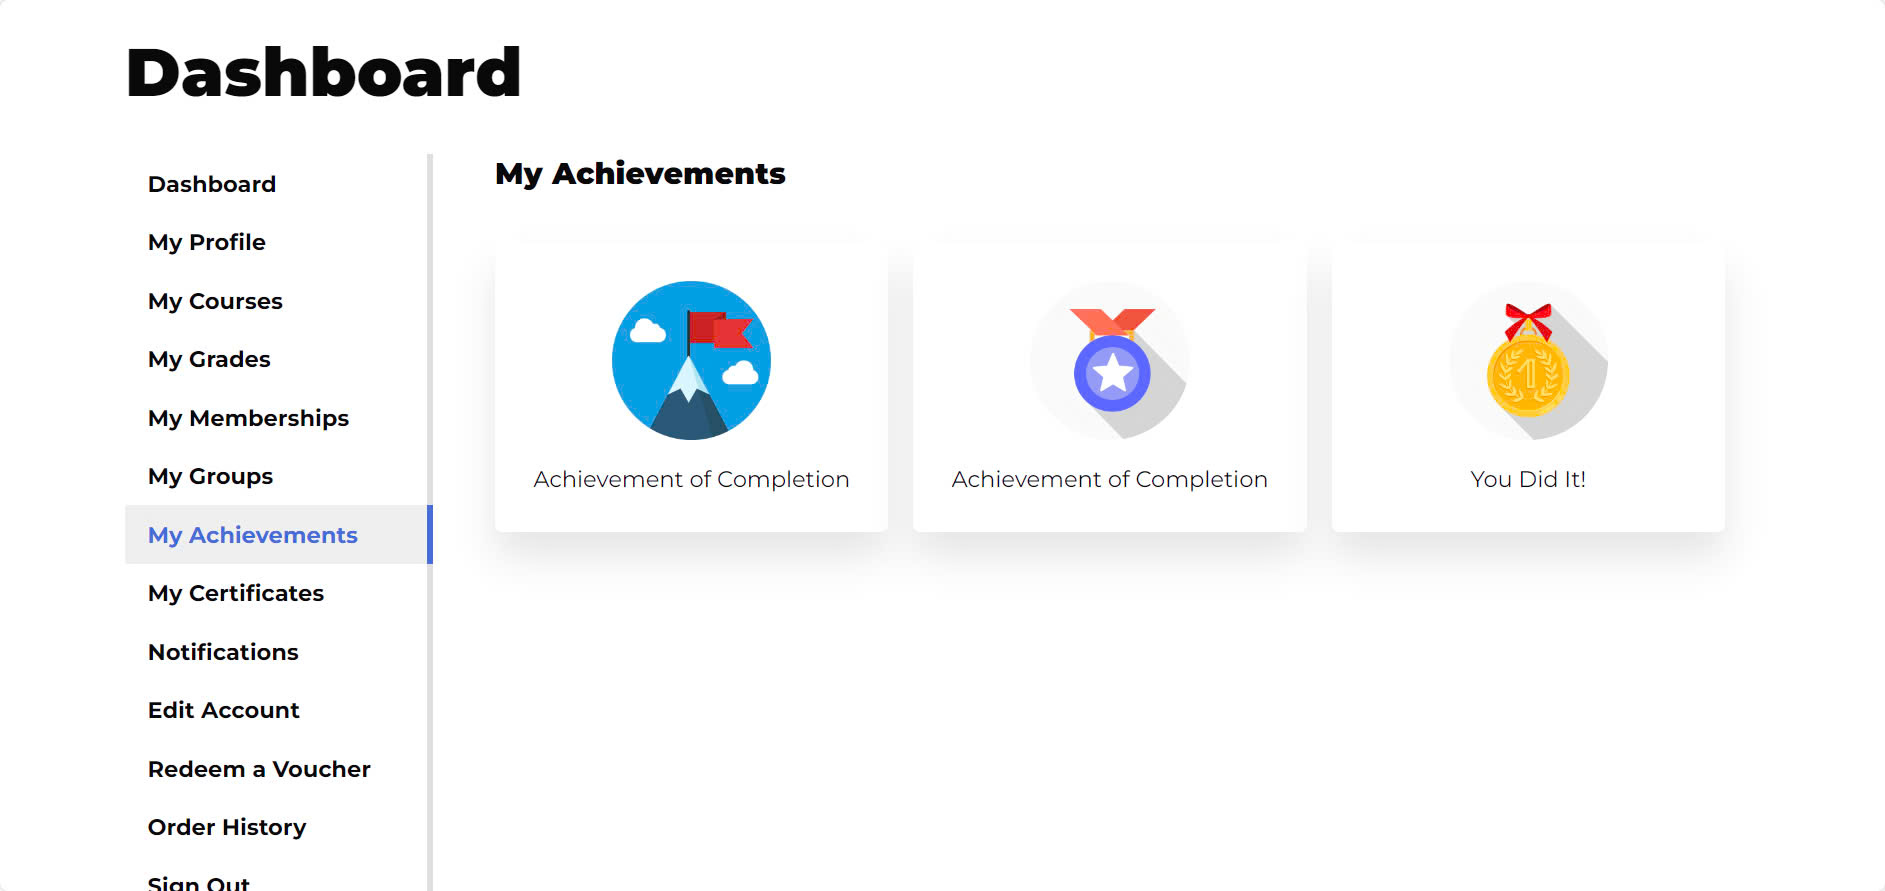 Dashboard
Dashboard
My Profile
My Courses
My Grades
My Memberships
My Groups
My Achievements
My Certificates
Notifications
Edit Account
Redeem a Voucher
Order History
Sign Out
My Achievements
Achievement of Completion
Achievement of Completion
1
You Did It!